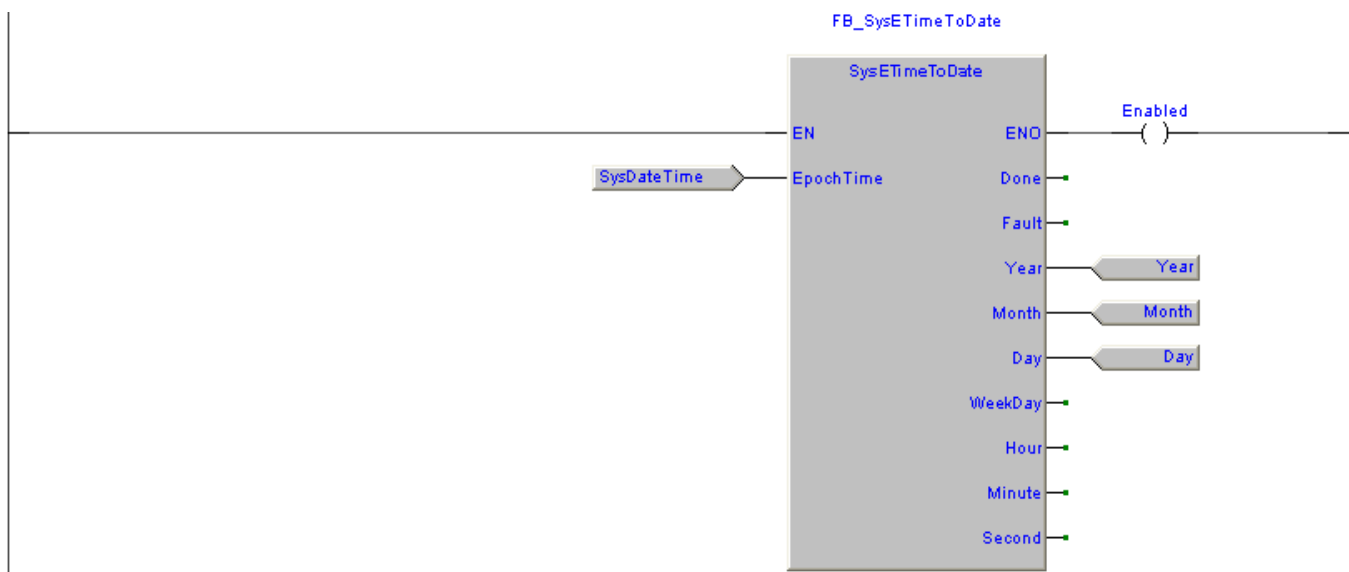 FB_SysETimeToDate
SysETimeToDate
Enabled
EN ENO
SysDateTime EpochTime Done
Fault
Year Year
Month Month
Day Day
WeekDay
Hour
Minute
Second